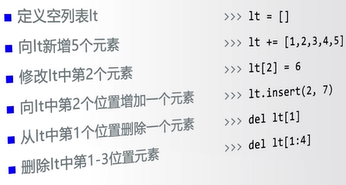 定义空列表lt
向lt新增5个元素
修改lt中第2个元素
向lt中第2个位置增加一个元素
从lt中第1个位置删除一个元素
删除lt中第1-3位置元素
>>> lt = []
>>> lt += [1,2,3,4,5]
>>> lt[2] = 6
>>> lt.insert(2, 7)
>>> del lt[1]
>>> del lt[1:4]